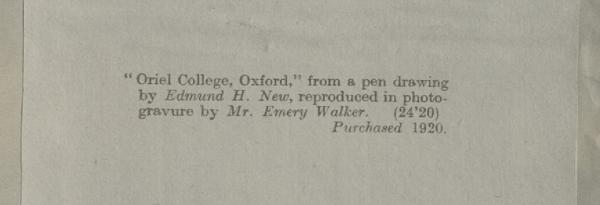 "Oriel College, Oxford," from a pen drawing
by Edmund H. New, reproduced in photo-
gravure by Mr. Emery Walker. (24'20)
Purchased 1920.